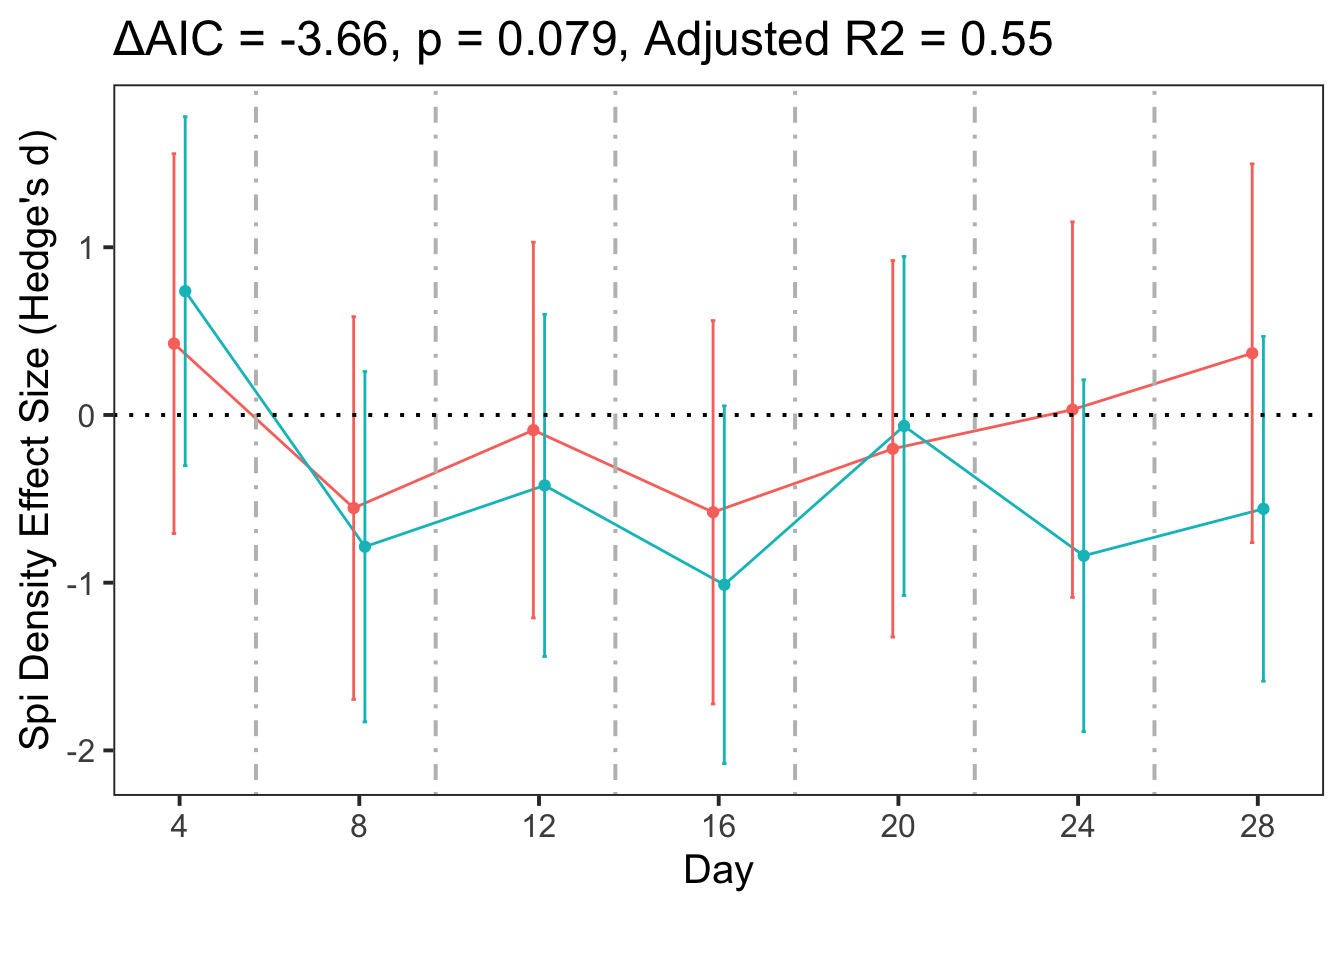 ΔAIC = -3.66, p = 0.079, Adjusted R2 = 0.55
Spi Density Effect Size (Hedge's d)
1
0
-1
-2
4 8 12 16 20 24 28
Day